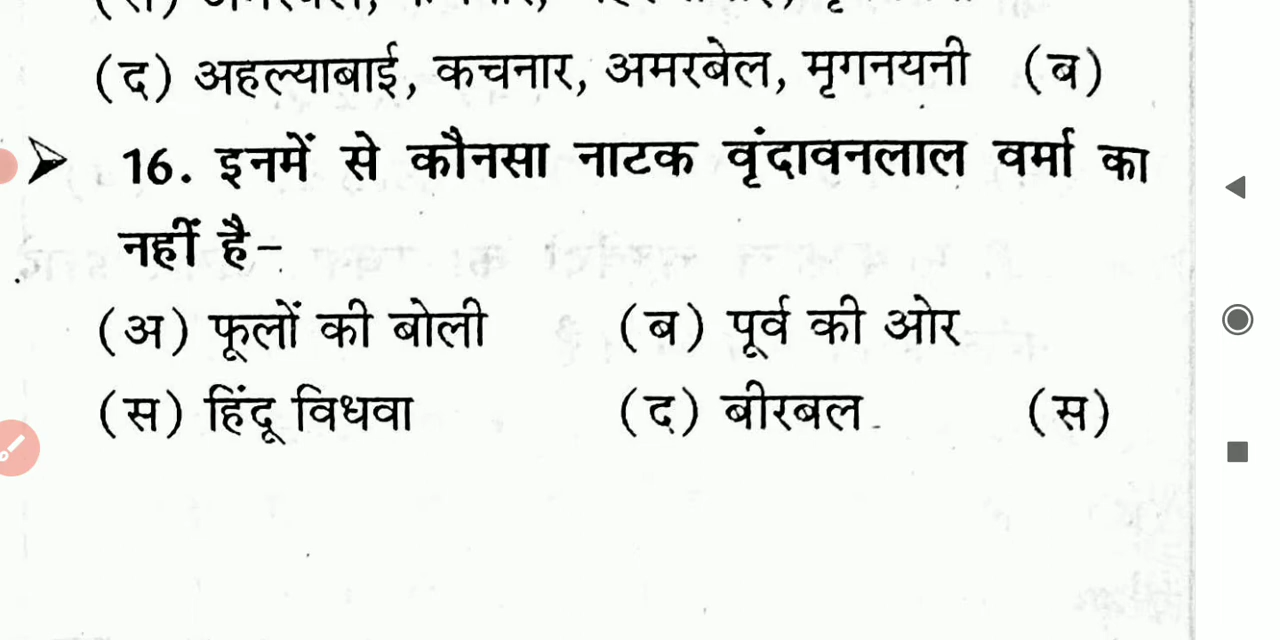 (द) अहल्याबाई, कचनार, अमरबेल, मृगनयनी (ब)
16. इनमें से कौनसा नाटक वृंदावनलाल वर्मा का
नहीं है-
(अ) फूलों की बोली (ब) पूर्व की ओर
(स) हिंदू विधवा (द) बीरबल (स)